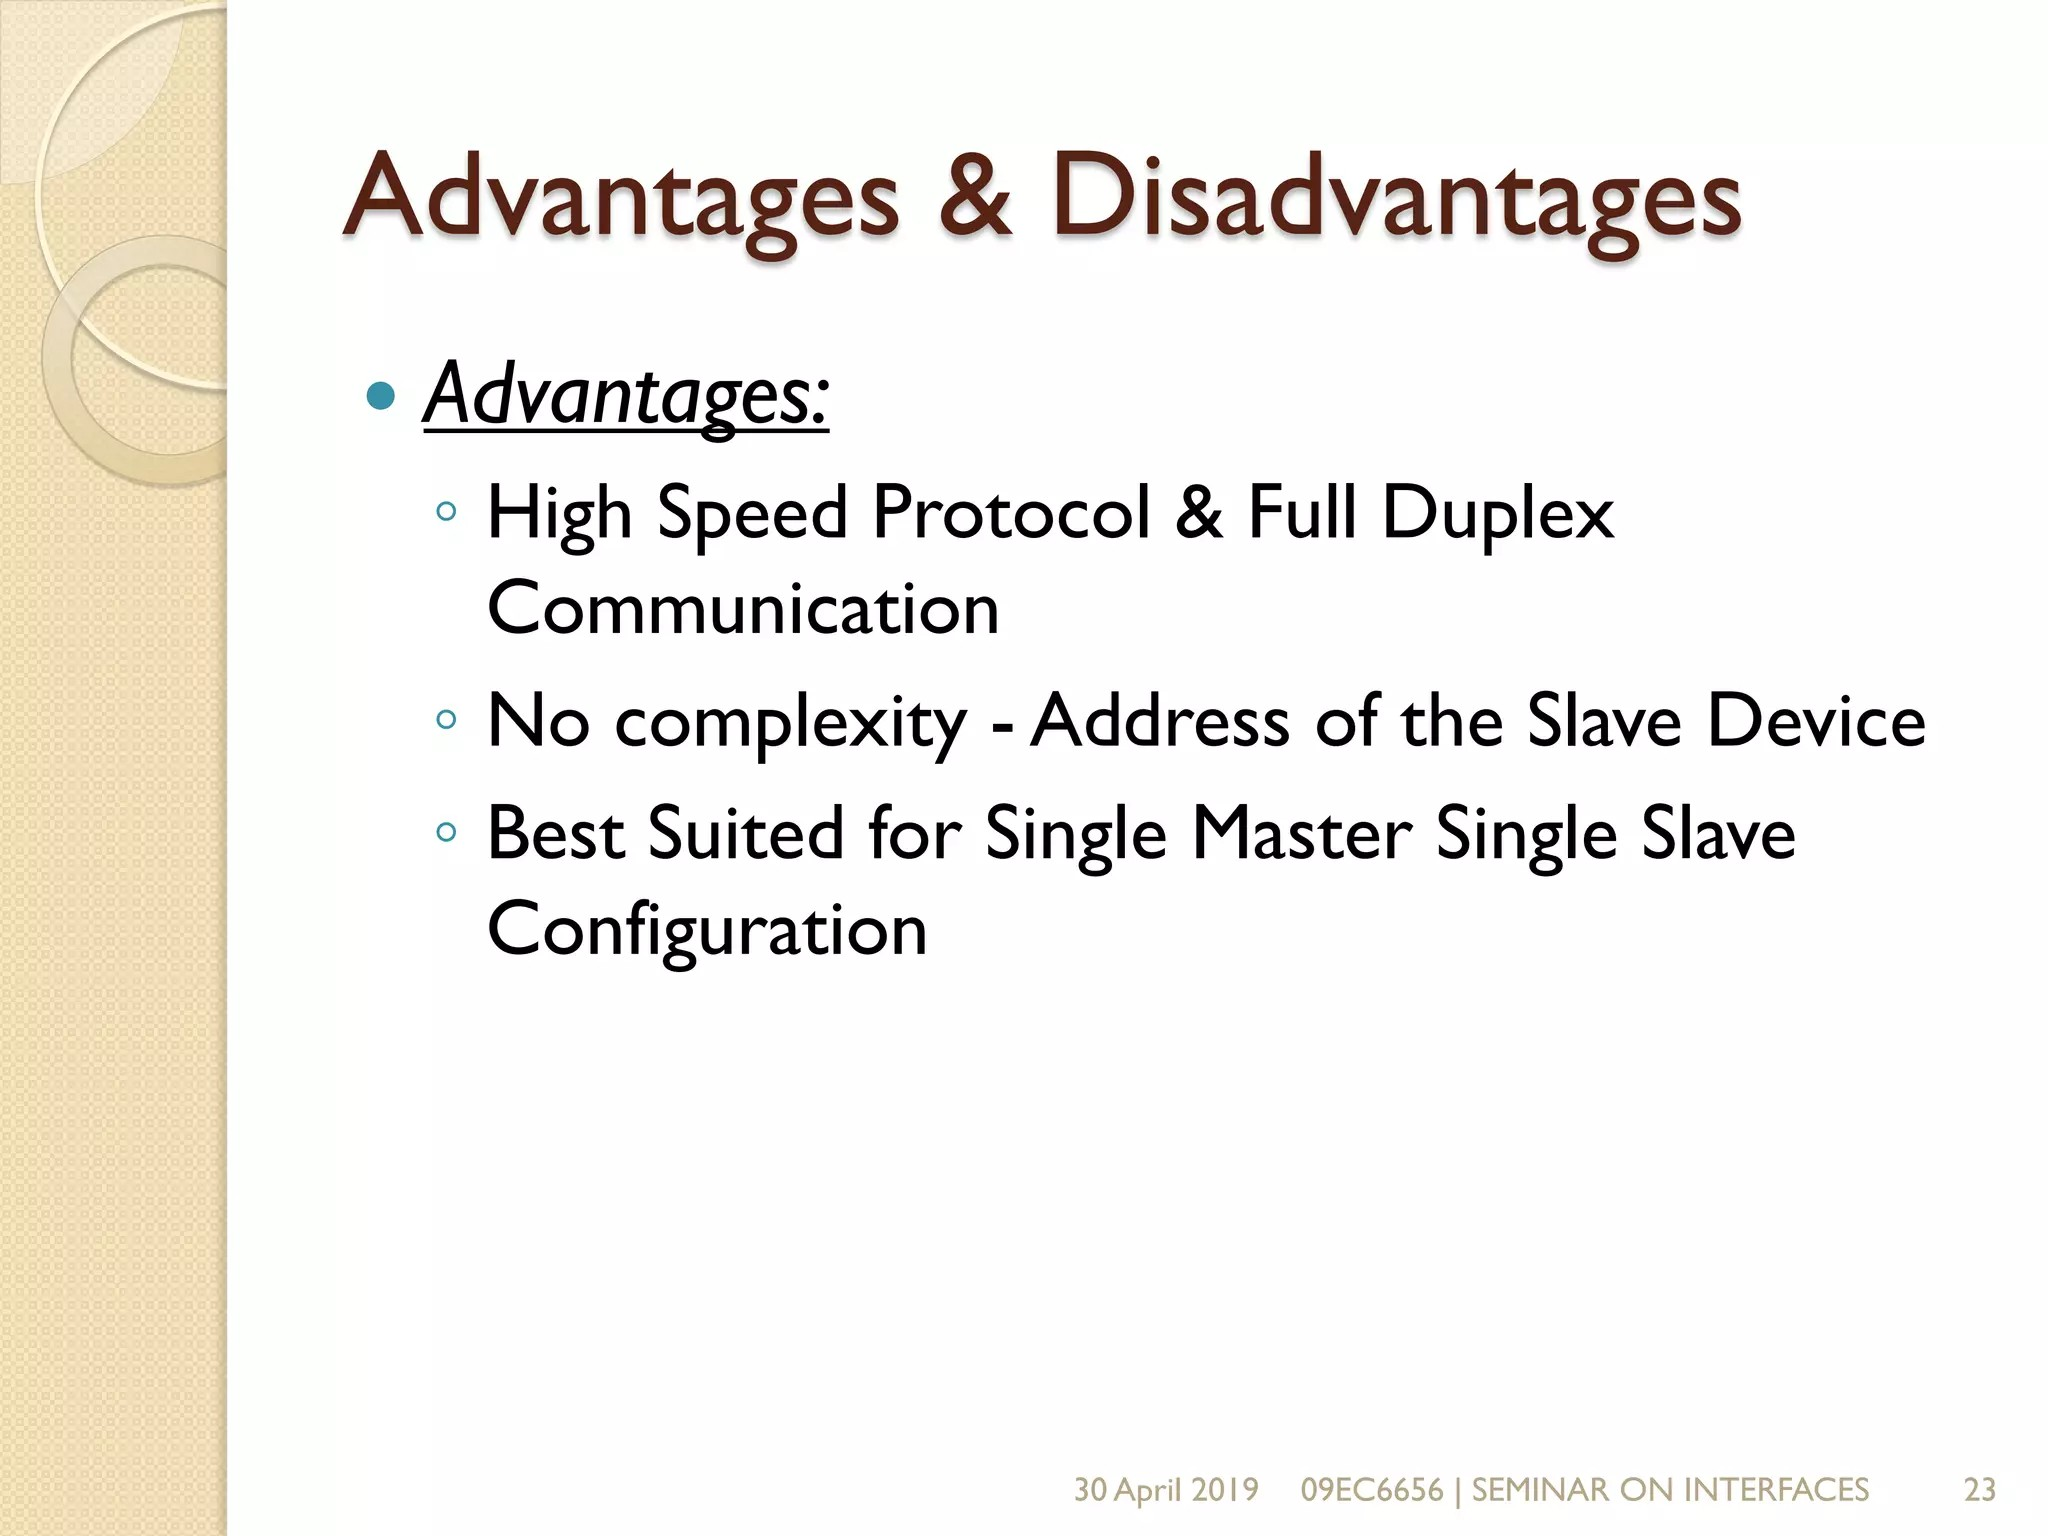 Advantages & Disadvantages
• Advantages:
◦ High Speed Protocol & Full Duplex
Communication
◦ No complexity - Address of the Slave Device
◦ Best Suited for Single Master Single Slave
Configuration
30 April 2019 09EC6656 | SEMINAR ON INTERFACES 23